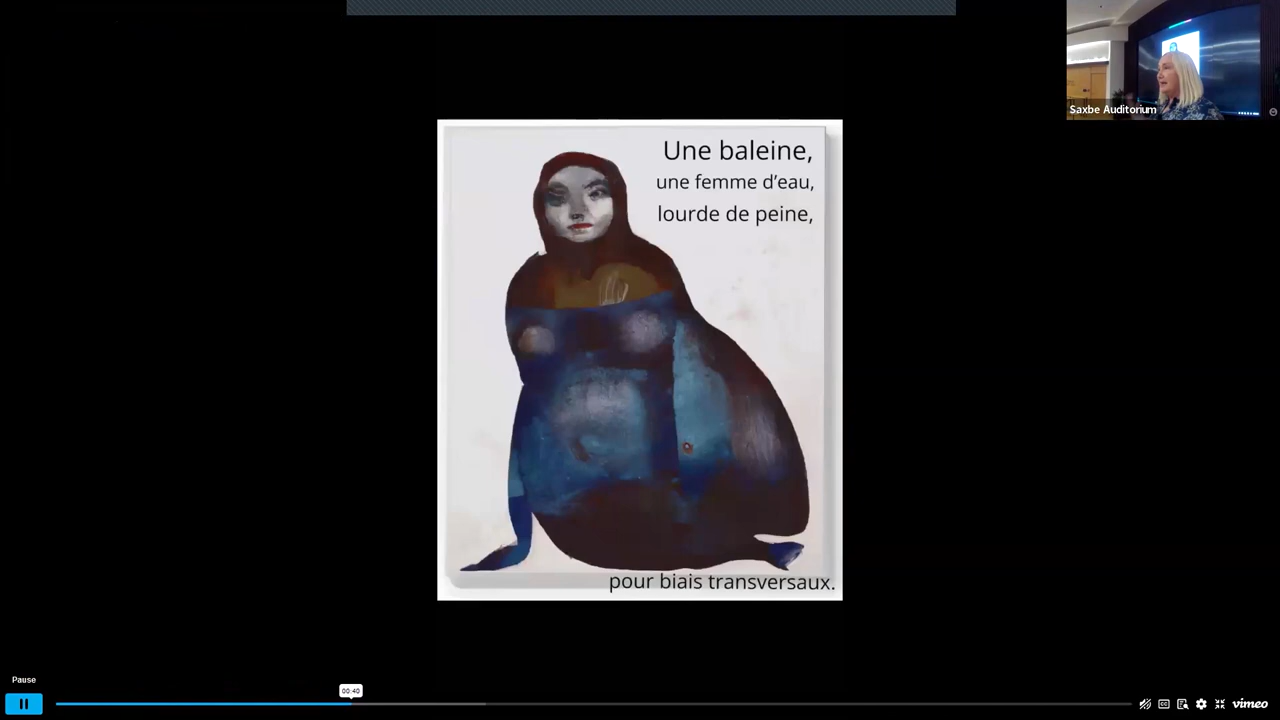 Saxbe Auditorium
Une baleine,
une femme d'eau,
lourde de peine,
pour biais transversaux.
Pause
00:40
vimeo